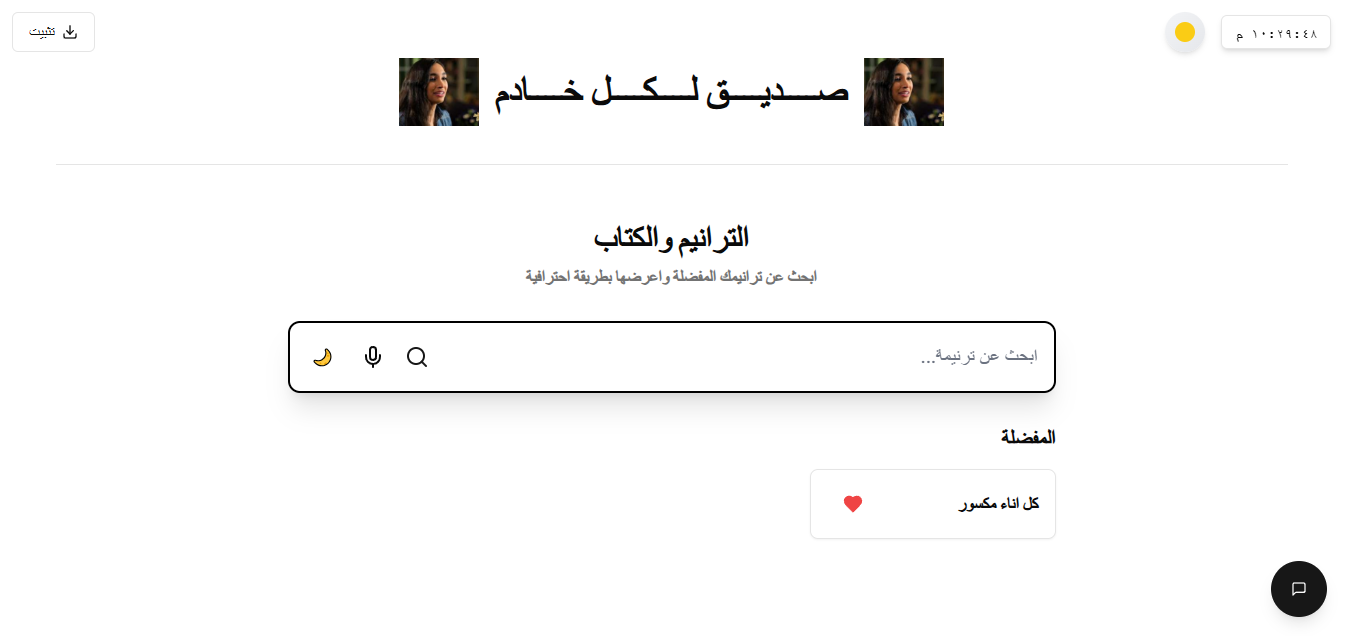 ١٠:٢٩:٤٨ م
تثبيت
صـــديـــق لـــكـــل خـــادم
الترانيم والكتاب
ابحث عن ترانيمك المفضلة واعرضها بطريقة احترافية
ابحث عن ترنيمة...
المفضلة
كل اناء مكسور